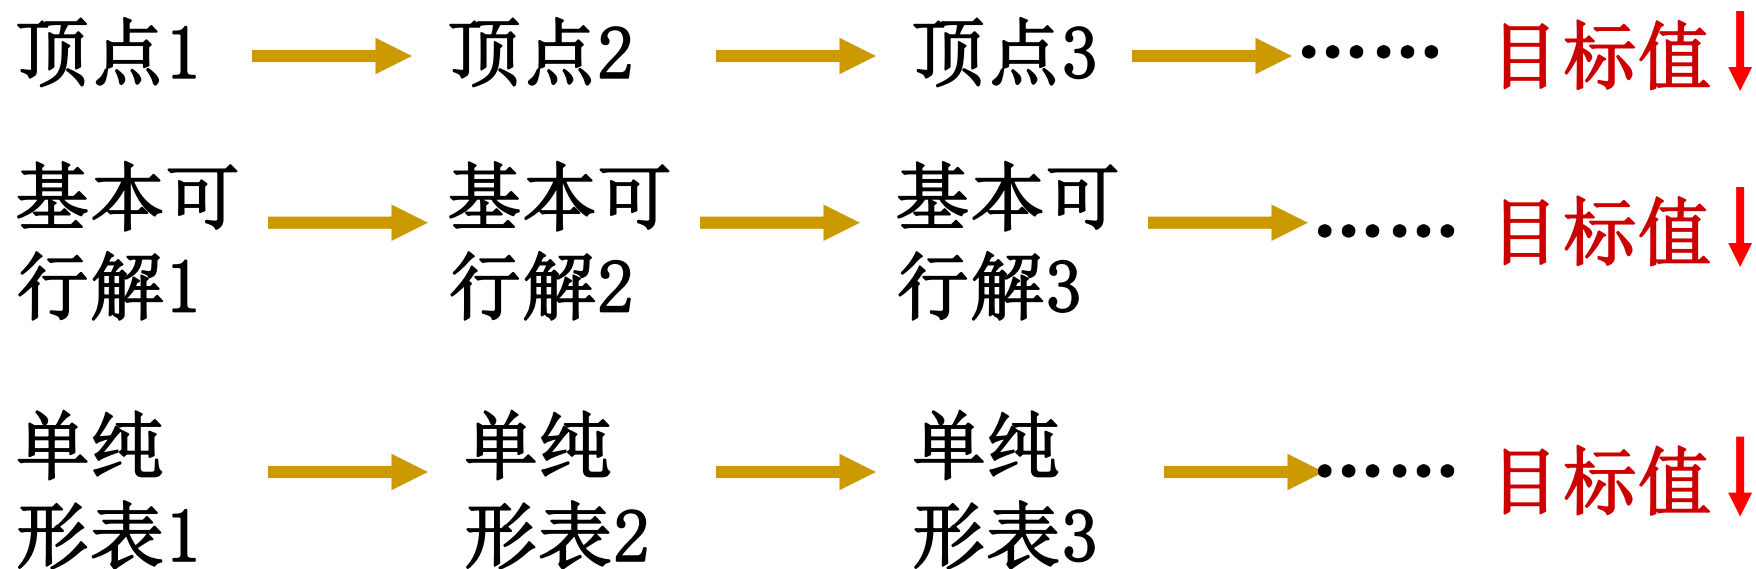 顶点1 顶点2 顶点3 …… 目标值
基本可 基本可 基本可 …… 目标值
行解1 行解2 行解3
单纯 单纯 单纯 …… 目标值
形表1 形表2 形表3